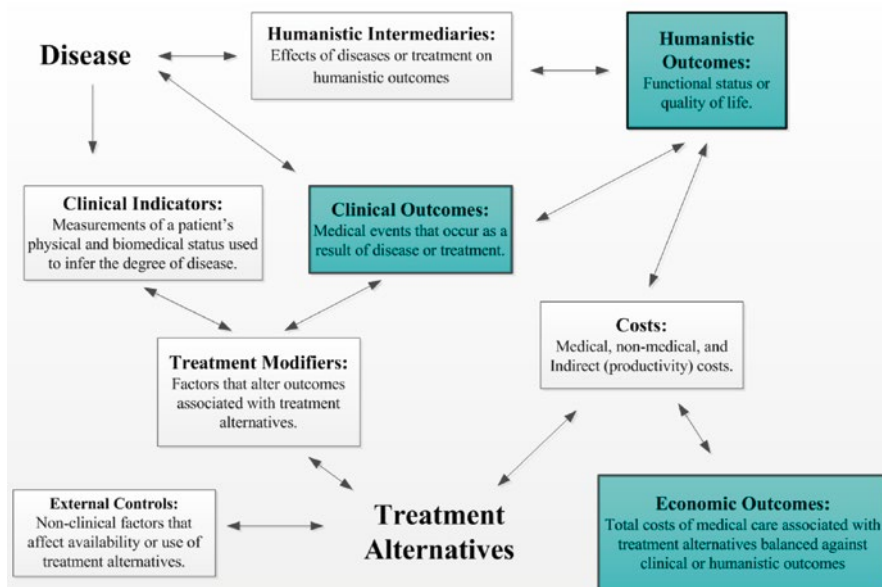 Disease
Humanistic Intermediaries:
Effects of diseases or treatment on
humanistic outcomes
Humanistic
Outcomes:
Functional status or
quality of life.
Clinical Indicators:
Measurements of a patient's
physical and biomedical status used
to infer the degree of disease.
Clinical Outcomes:
Medical events that occur as a
result of disease or treatment.
Treatment Modifiers:
Factors that alter outcomes
associated with treatment
alternatives.
Costs:
Medical, non-medical, and
Indirect (productivity) costs.
External Controls:
Non-clinical factors that
affect availability or use of
treatment alternatives.
Treatment
Alternatives
Economic Outcomes:
Total costs of medical care associated with
treatment alternatives balanced against
clinical or humanistic outcomes